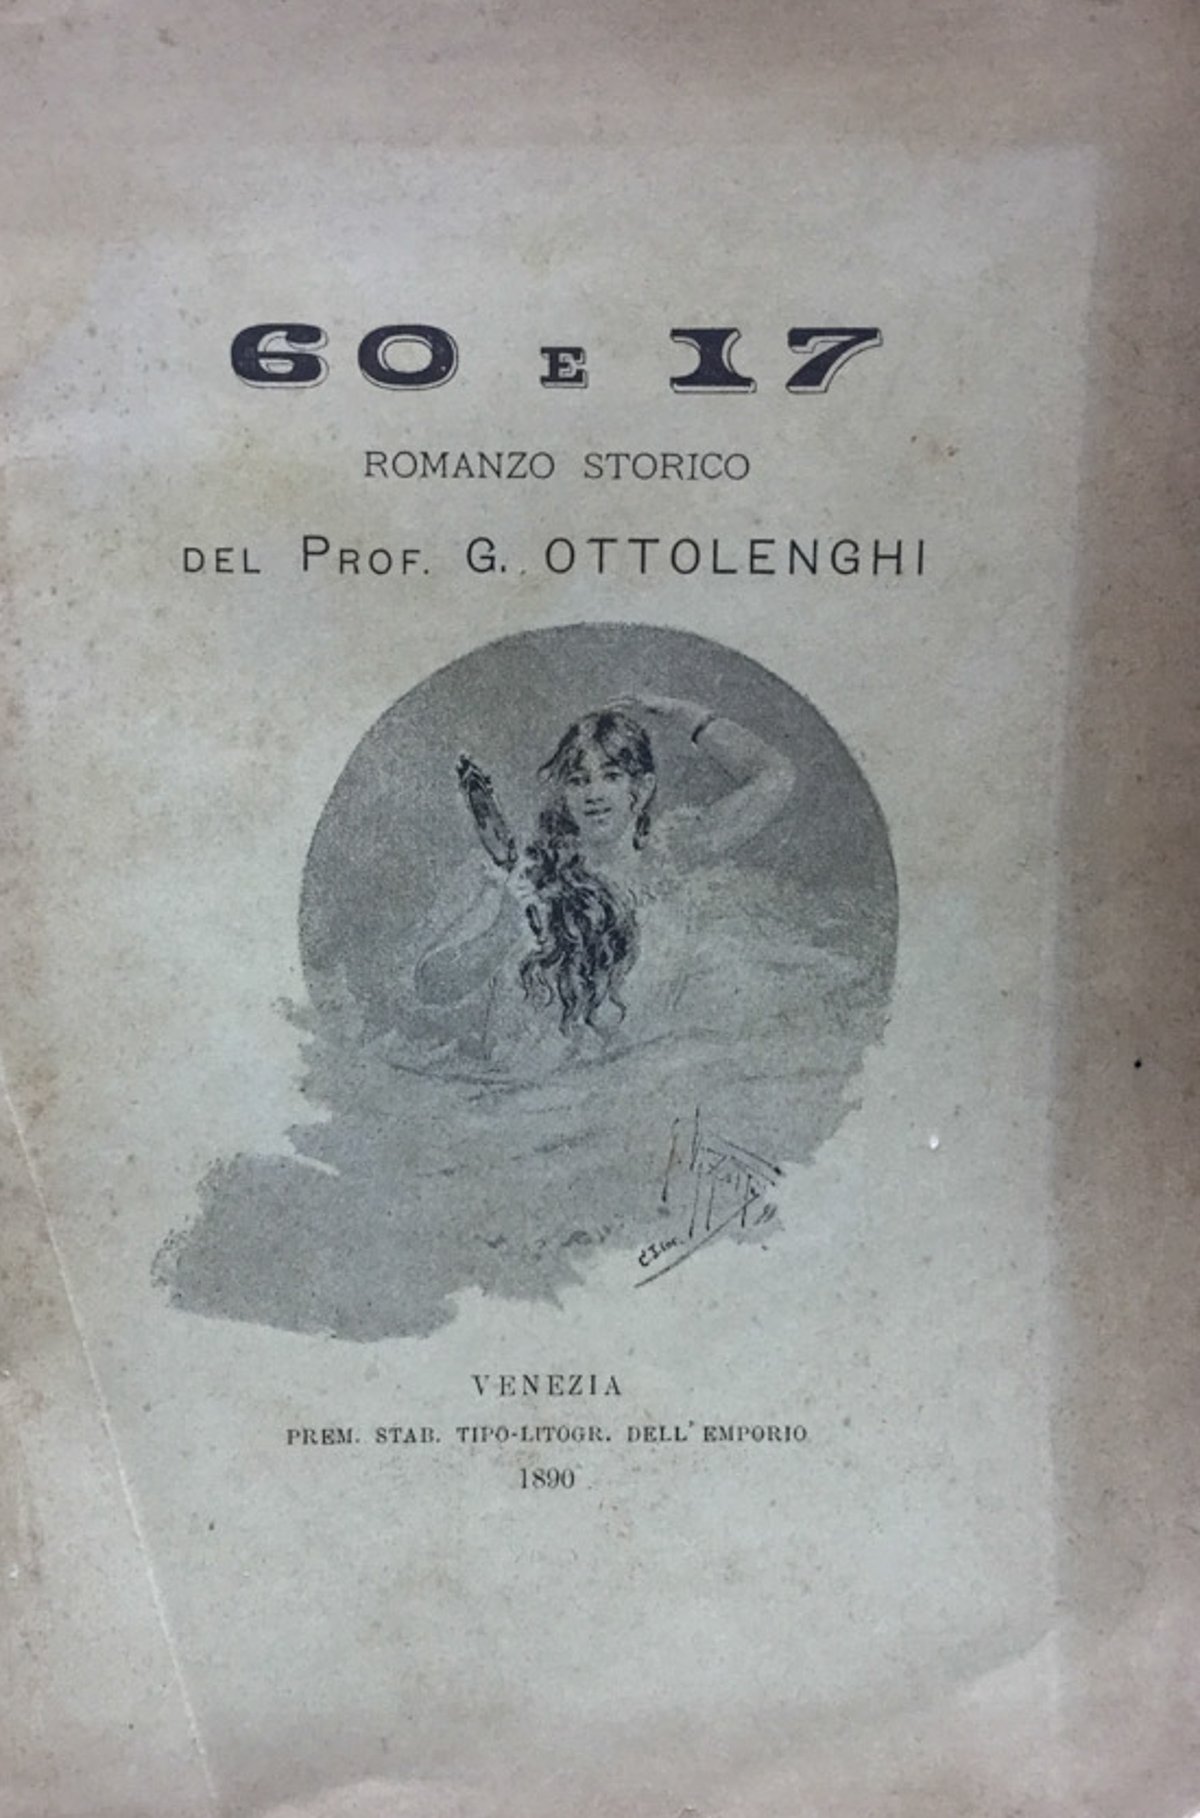 60 E 17
ROMANZO STORICO
DEL PROF. G. OTTOLENGHI
VENEZIA
PREM. STAB. TIPO-LITOGR. DELL' EMPORIO
1890